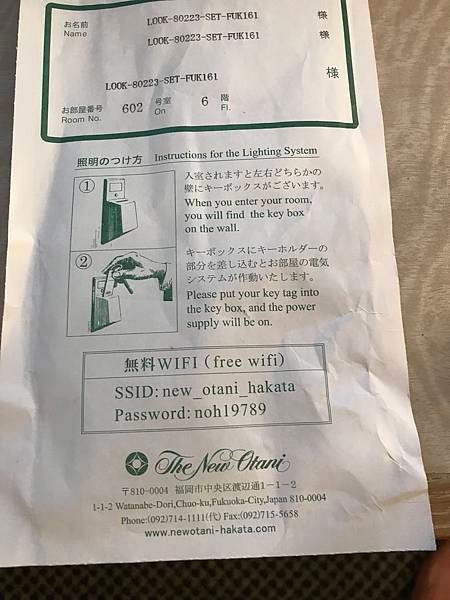 お名前 LOOK-80223-SET-FUK161 様
Name LOOK-80223-SET-FUK161 様
LOOK-80223-SET-FUK161 様
お部屋番号 602 号室 6 階
Room No. On Fl.
照明のつけ方 Instructions for the Lighting System
①
入室されますと左右どちらかの
壁にキーボックスがございます。
When you enter your room,
you will find the key box
on the wall.
②
キーボックスにキーホルダーの
部分を差し込むとお部屋の電気
システムが作動いたします。
Please put your key tag into
the key box, and the power
supply will be on.
無料WIFI (free wifi)
SSID: new_otani_hakata
Password: noh19789
The New Otani
〒810-0004 福岡市中央区渡辺通1-1-2
1-1-2 Watanabe-Dori,Chuo-ku,Fukuoka-City,Japan 810-0004
Phone:(092)714-1111(代) Fax:(092)715-5658
www.newotani-hakata.com